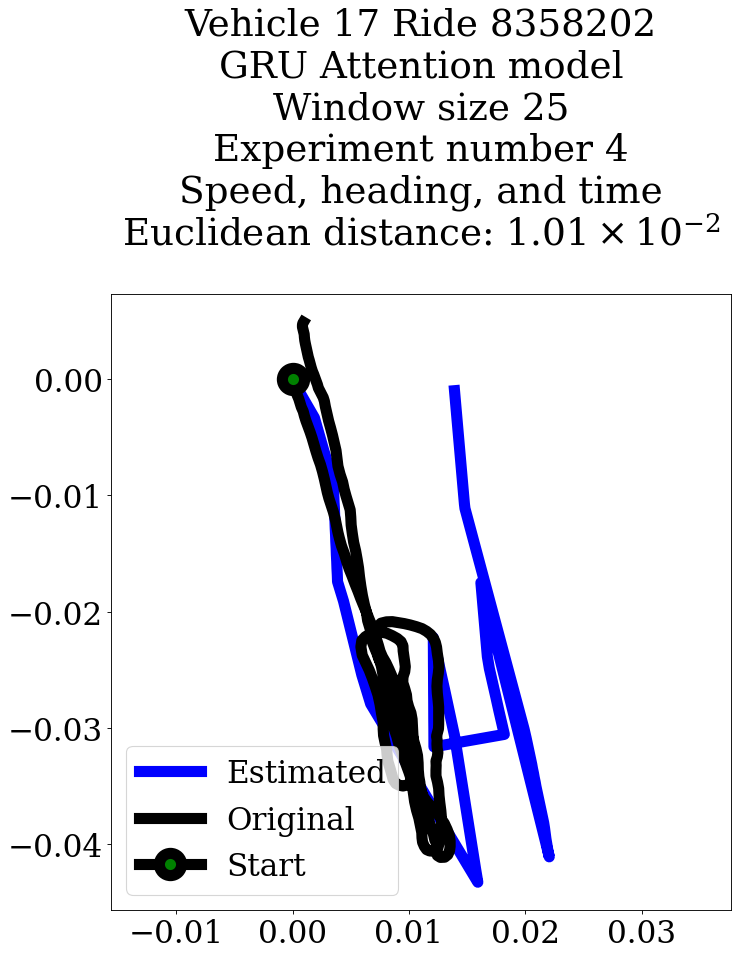 Vehicle 17 Ride 8358202
GRU Attention model
Window size 25
Experiment number 4
Speed, heading, and time
Euclidean distance: 1.01 × 10⁻²
0.00
−0.01
−0.02
−0.03
−0.04
Estimated
Original
Start
−0.01 0.00 0.01 0.02 0.03